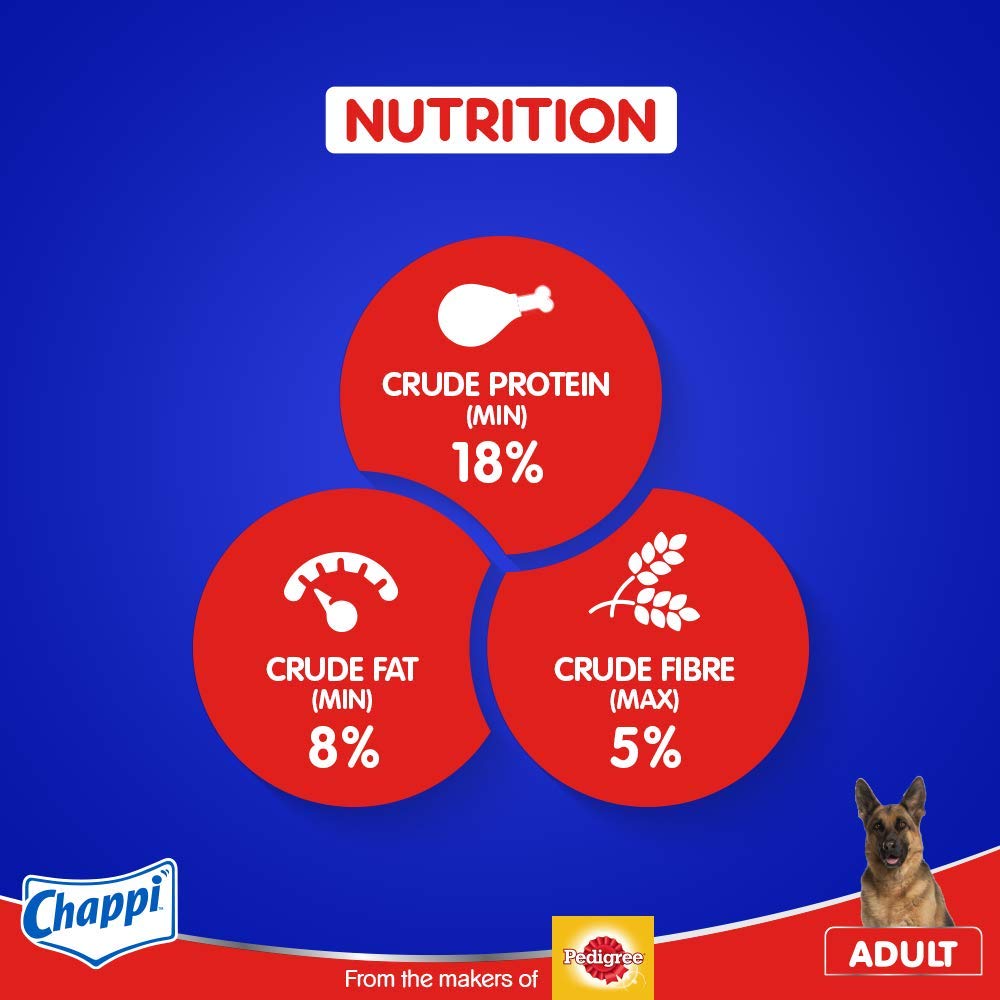 NUTRITION
CRUDE PROTEIN
(MIN)
18%
CRUDE FAT
(MIN)
8%
CRUDE FIBRE
(MAX)
5%
Chappi™
From the makers of
Pedigree
ADULT